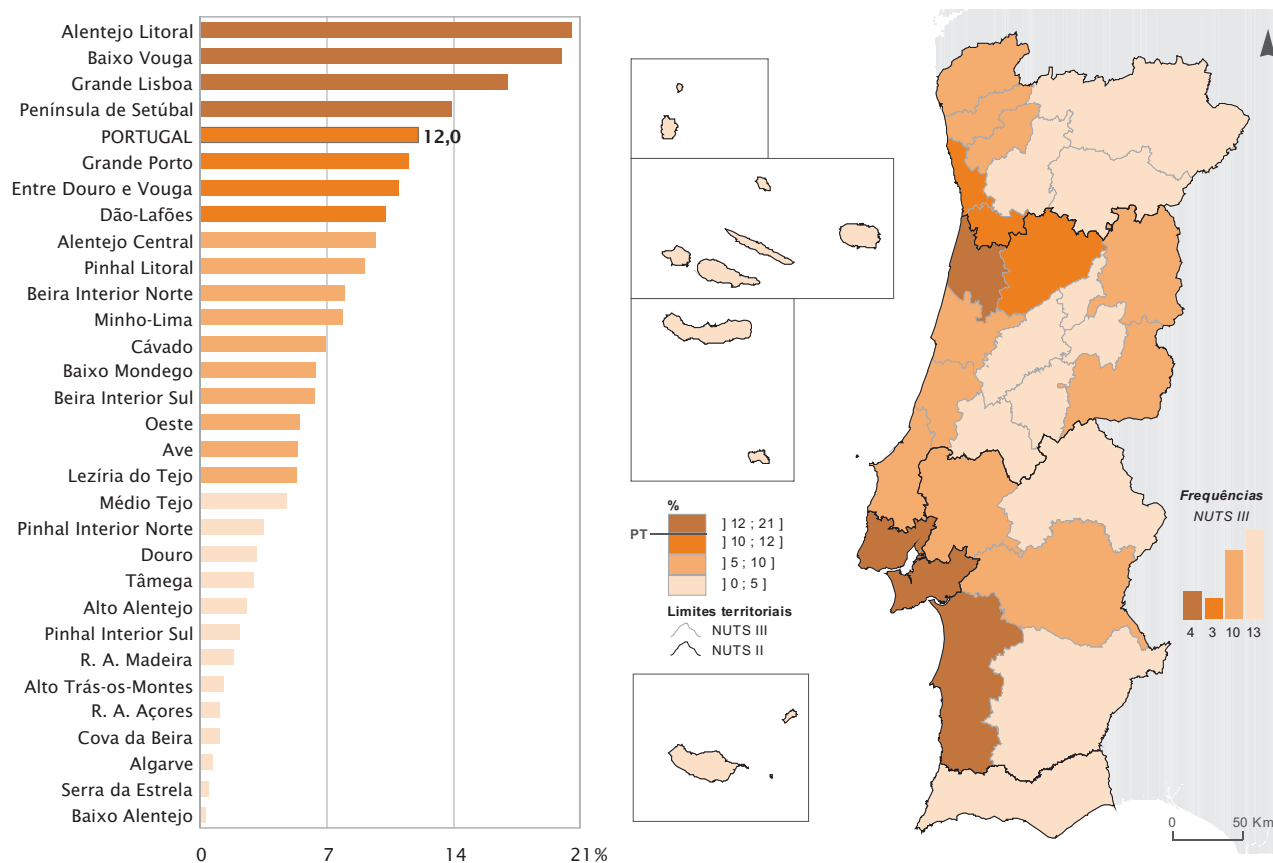 Alentejo Litoral
Baixo Vouga
Grande Lisboa
Península de Setúbal
PORTUGAL 12,0
Grande Porto
Entre Douro e Vouga
Dão-Lafões
Alentejo Central
Pinhal Litoral
Beira Interior Norte
Minho-Lima
Cávado
Baixo Mondego
Beira Interior Sul
Oeste
Ave
Lezíria do Tejo
Médio Tejo
Pinhal Interior Norte
Douro
Tâmega
Alto Alentejo
Pinhal Interior Sul
R. A. Madeira
Alto Trás-os-Montes
R. A. Açores
Cova da Beira
Algarve
Serra da Estrela
Baixo Alentejo
0 7 14 21%
%
PT
] 12 ; 21 ]
] 10 ; 12 ]
] 5 ; 10 ]
] 0 ; 5 ]
Limites territoriais
NUTS III
NUTS II
Frequências
NUTS III
4 3 10 13
0 50 Km